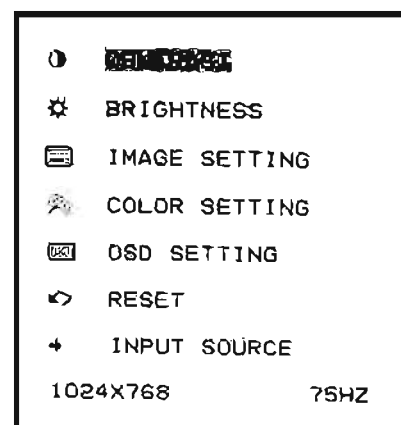 BRIGHTNESS
IMAGE SETTING
COLOR SETTING
OSD SETTING
RESET
INPUT SOURCE
1024X768 75HZ